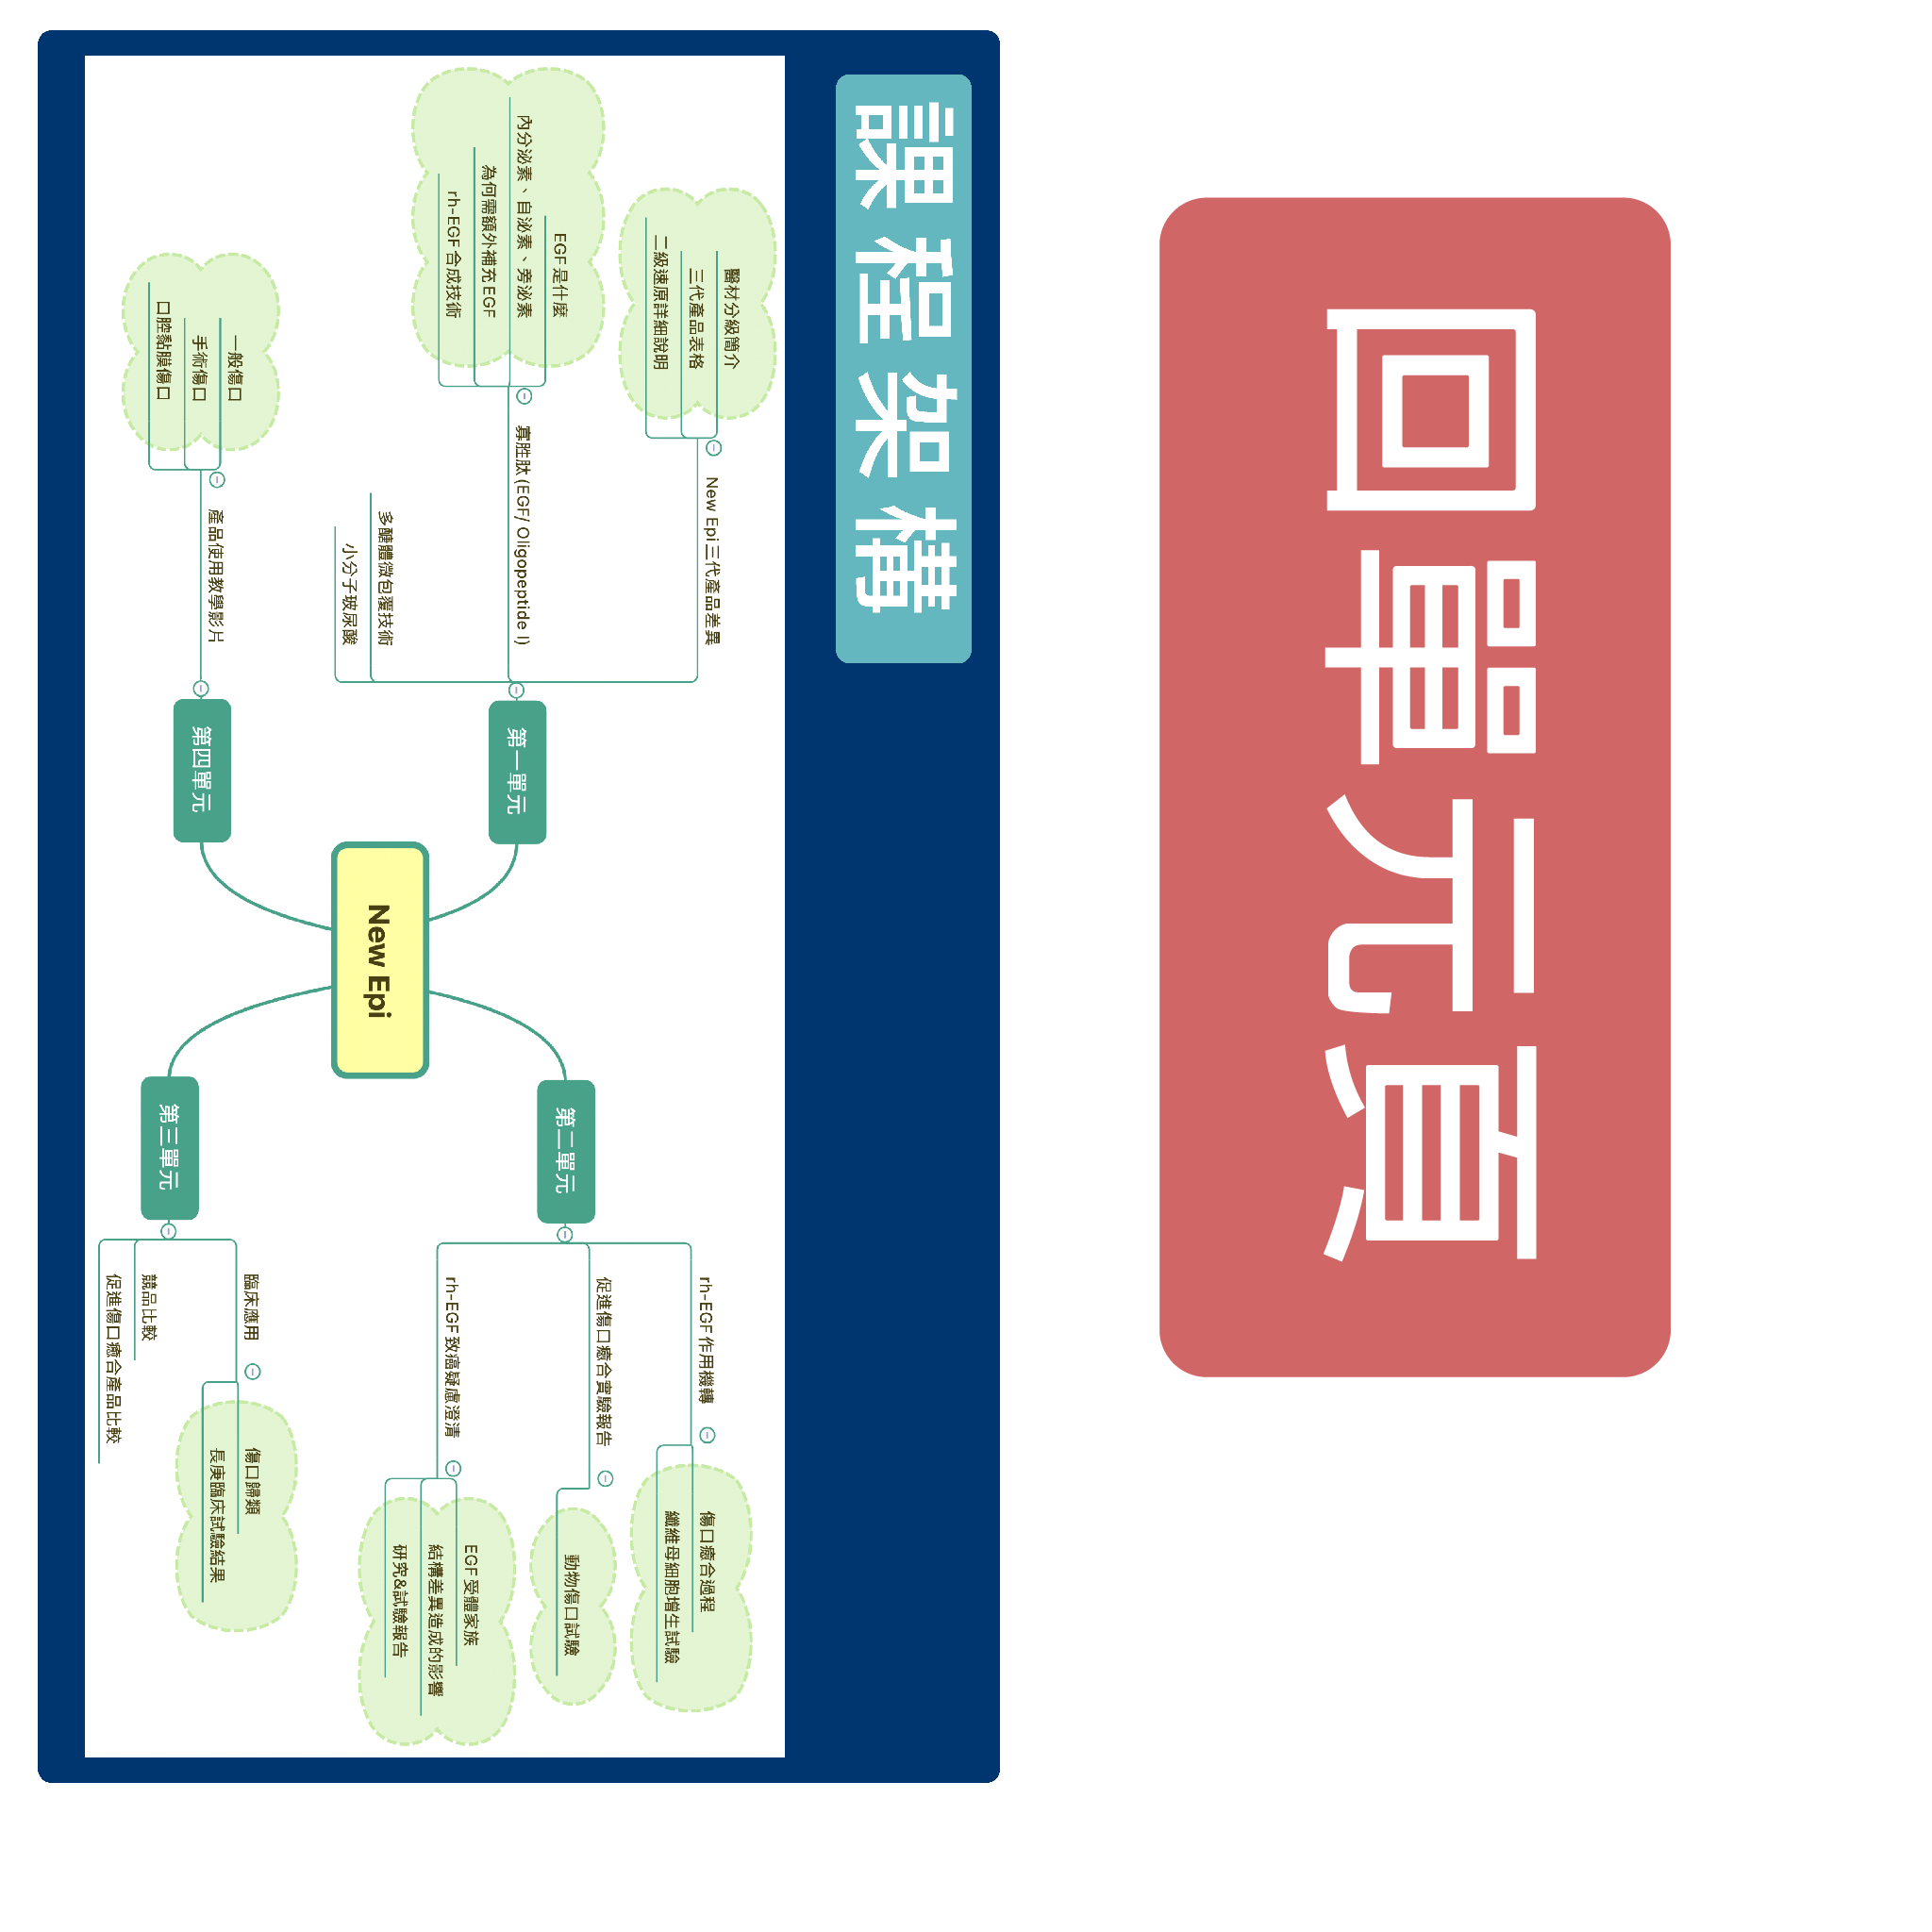 課程架構
醫材分級簡介
三代產品表格
二級速原詳細說明
New Epi三代產品差異
EGF是什麼
內分泌素、自泌素、旁泌素
為何需額外補充EGF
rh-EGF合成技術
寡胜肽(EGF/ Oligopeptide I)
多醣體微包覆技術
小分子玻尿酸
第一單元
一般傷口
手術傷口
口腔黏膜傷口
產品使用教學影片
第四單元
New Epi
第二單元
rh-EGF作用機轉
傷口癒合過程
纖維母細胞增生試驗
促進傷口癒合實驗報告
動物傷口試驗
rh-EGF致癌疑慮澄清
EGF受體家族
結構差異造成的影響
研究&試驗報告
第三單元
臨床應用
傷口歸類
長庚臨床試驗結果
競品比較
促進傷口癒合產品比較
回單元頁